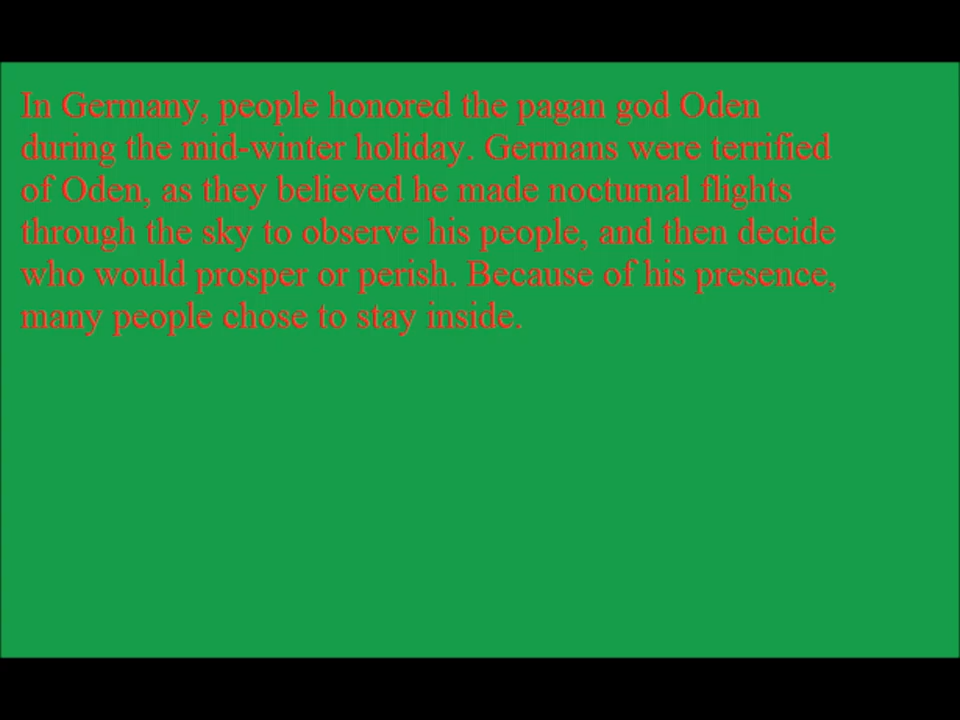 In Germany, people honored the pagan god Oden
during the mid-winter holiday. Germans were terrified
of Oden, as they believed he made nocturnal flights
through the sky to observe his people, and then decide
who would prosper or perish. Because of his presence,
many people chose to stay inside.